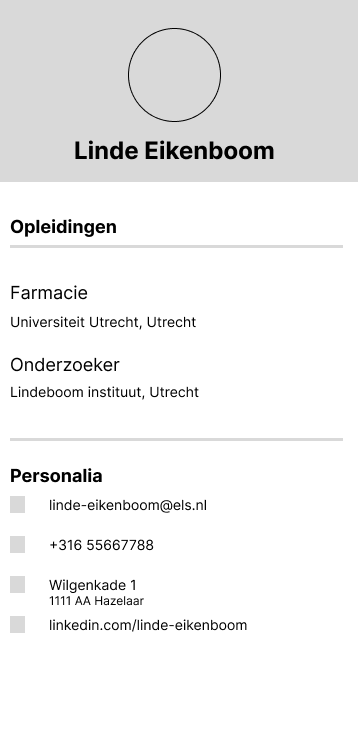 Linde Eikenboom
Opleidingen
Farmacie
Universiteit Utrecht, Utrecht
Onderzoeker
Lindeboom instituut, Utrecht
Personalia
linde-eikenboom@els.nl
+316 55667788
Wilgenkade 1
1111 AA Hazelaar
linkedin.com/linde-eikenboom